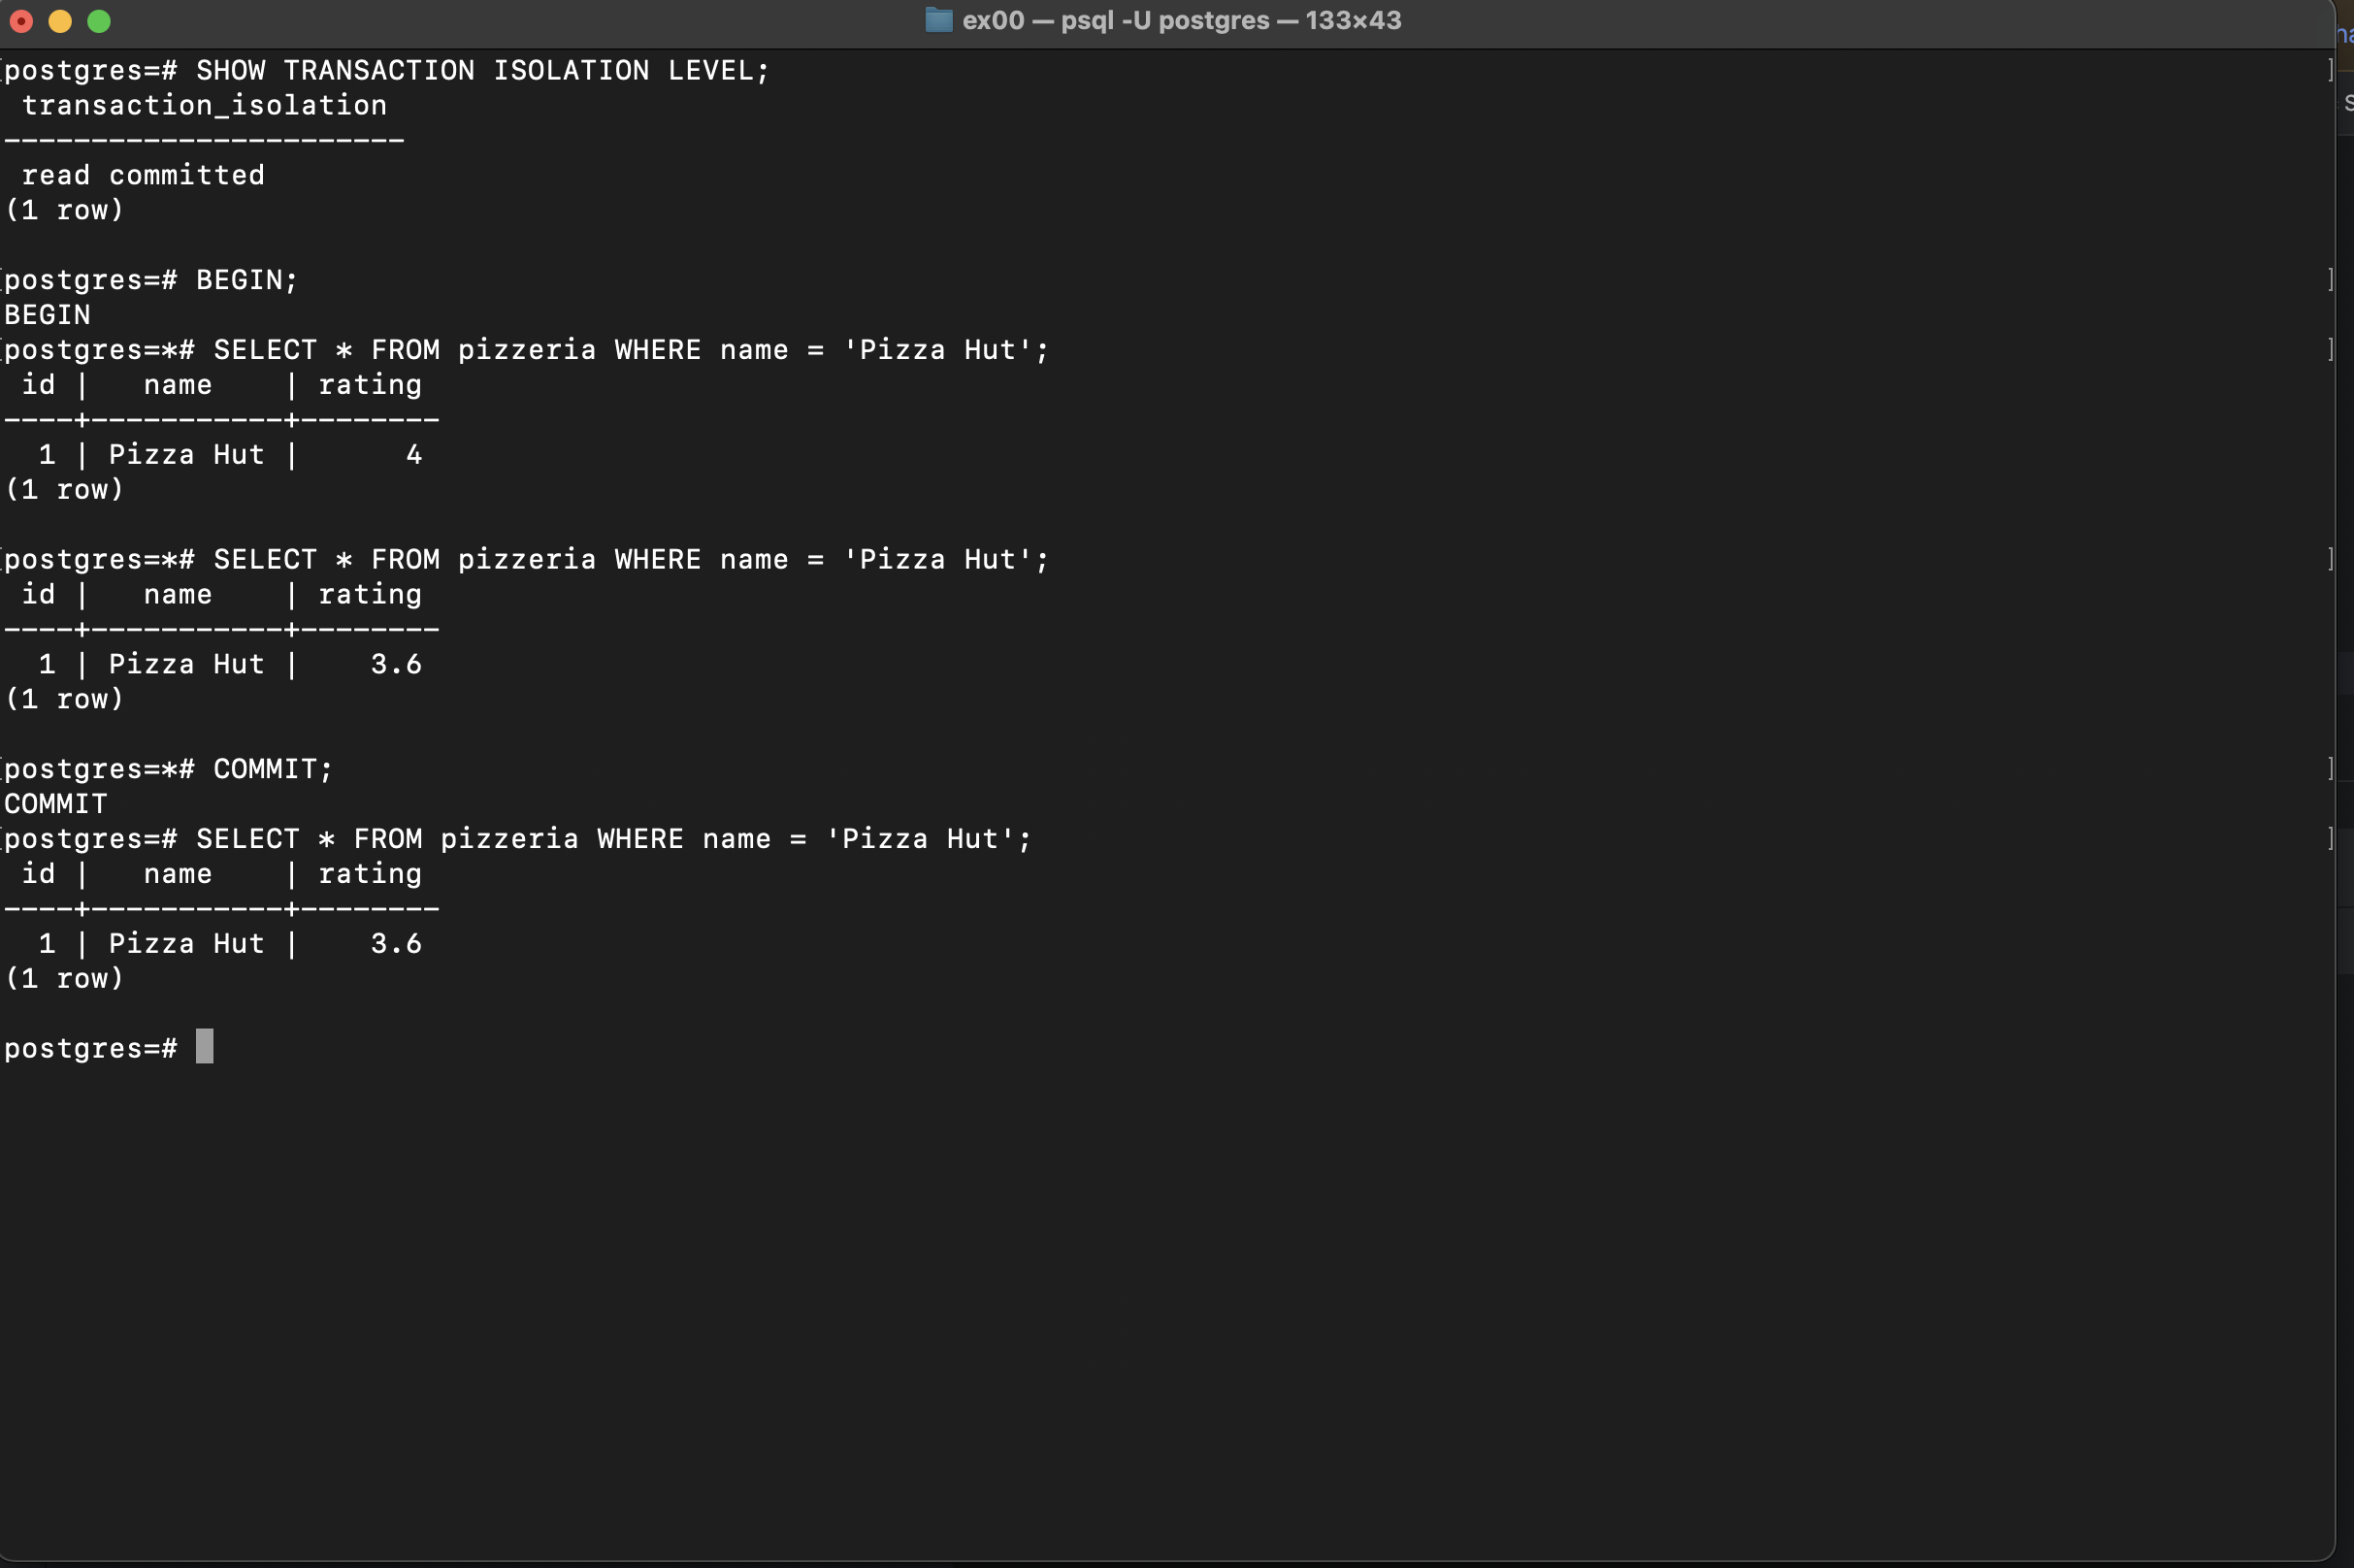 ex00 — psql -U postgres — 133×43
postgres=# SHOW TRANSACTION ISOLATION LEVEL;
 transaction_isolation
-----------------------
 read committed
(1 row)

postgres=# BEGIN;
BEGIN
postgres=*# SELECT * FROM pizzeria WHERE name = 'Pizza Hut';
 id |   name    | rating
----+-----------+--------
  1 | Pizza Hut |      4
(1 row)

postgres=*# SELECT * FROM pizzeria WHERE name = 'Pizza Hut';
 id |   name    | rating
----+-----------+--------
  1 | Pizza Hut |    3.6
(1 row)

postgres=*# COMMIT;
COMMIT
postgres=# SELECT * FROM pizzeria WHERE name = 'Pizza Hut';
 id |   name    | rating
----+-----------+--------
  1 | Pizza Hut |    3.6
(1 row)

postgres=#